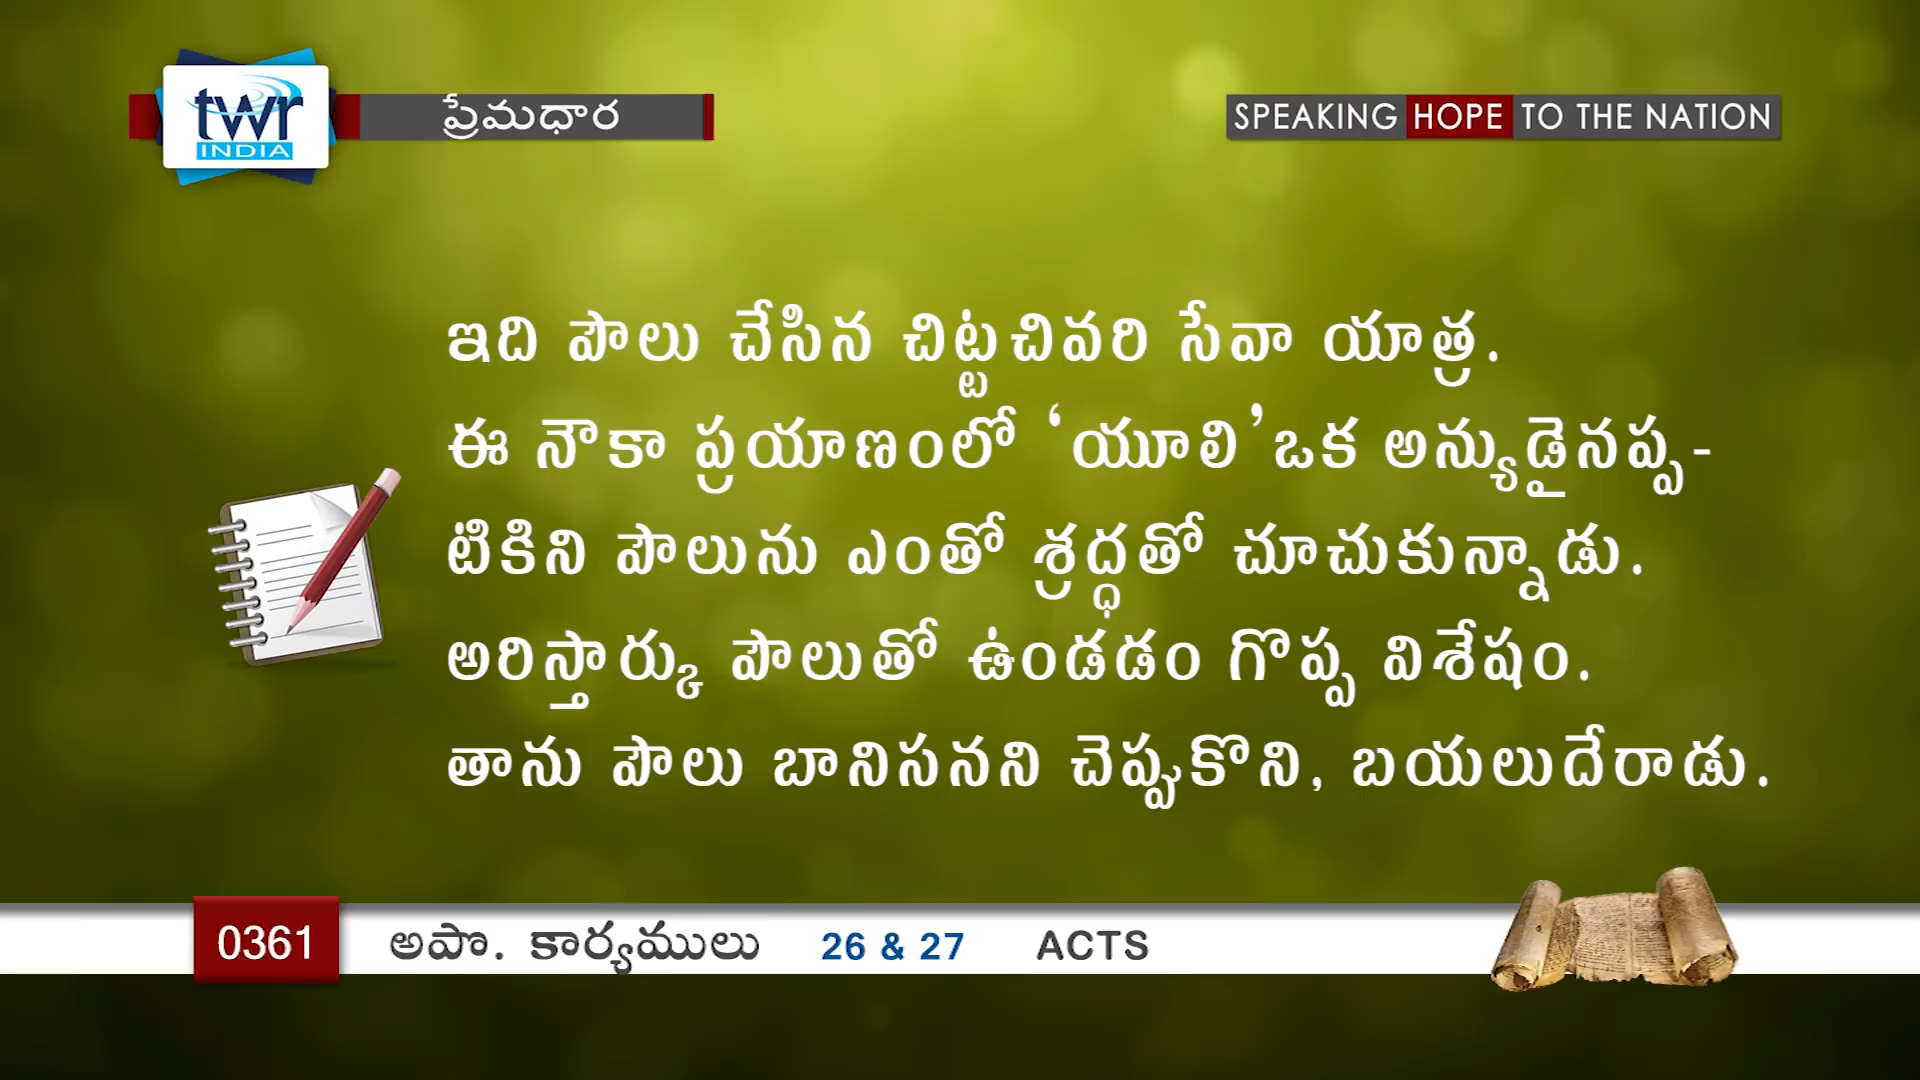 twr
INDIA
ప్రేమధార
SPEAKING HOPE TO THE NATION
ఇది పౌలు చేసిన చిట్టచివరి సేవా యాత్ర.
ఈ నౌకా ప్రయాణంలో ‘యూలి’ ఒక అన్యుడైనప్ప-
టికిని పౌలును ఎంతో శ్రద్ధతో చూచుకున్నాడు.
అరిస్తార్కు పౌలుతో ఉండడం గొప్ప విశేషం.
తాను పౌలు బానిసనని చెప్పుకొని, బయలుదేరాడు.
0361 అపొ. కార్యములు 26 & 27 ACTS